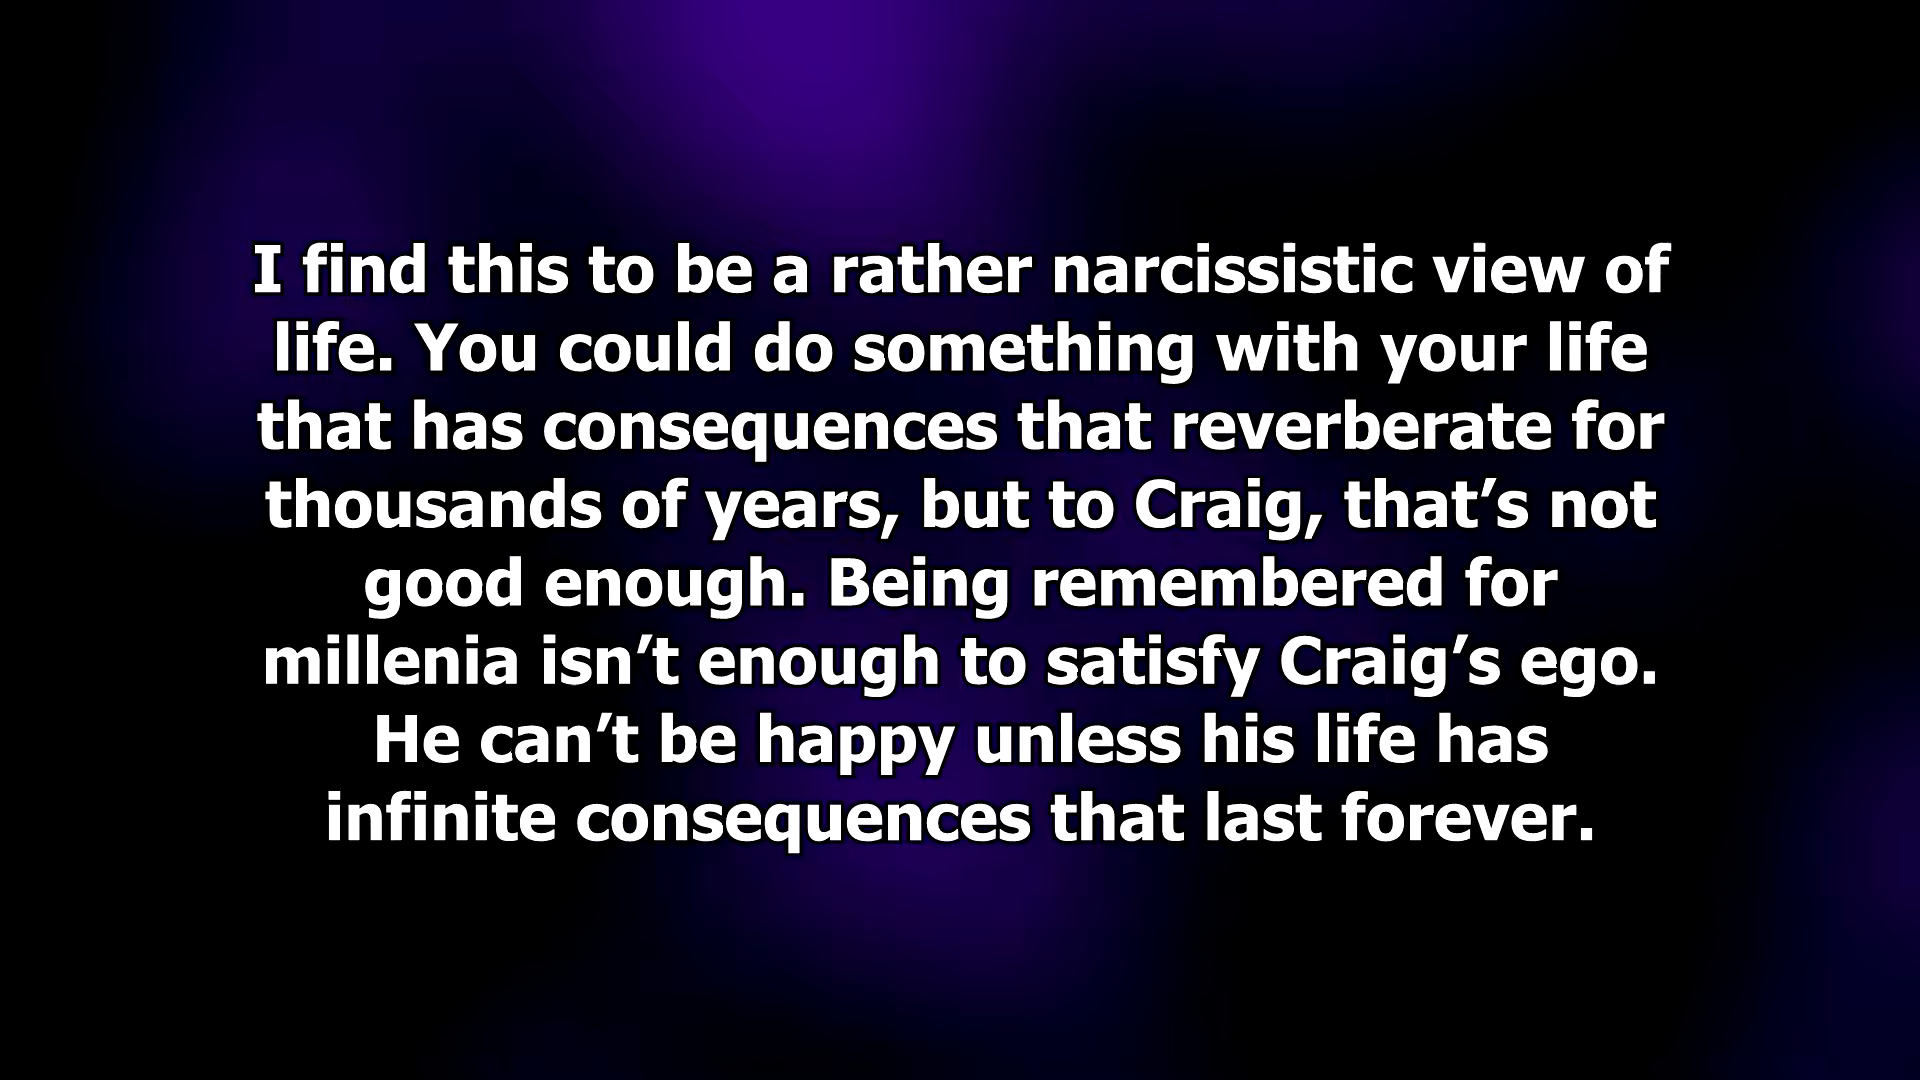 I find this to be a rather narcissistic view of
life. You could do something with your life
that has consequences that reverberate for
thousands of years, but to Craig, that’s not
good enough. Being remembered for
millenia isn’t enough to satisfy Craig’s ego.
He can’t be happy unless his life has
infinite consequences that last forever.